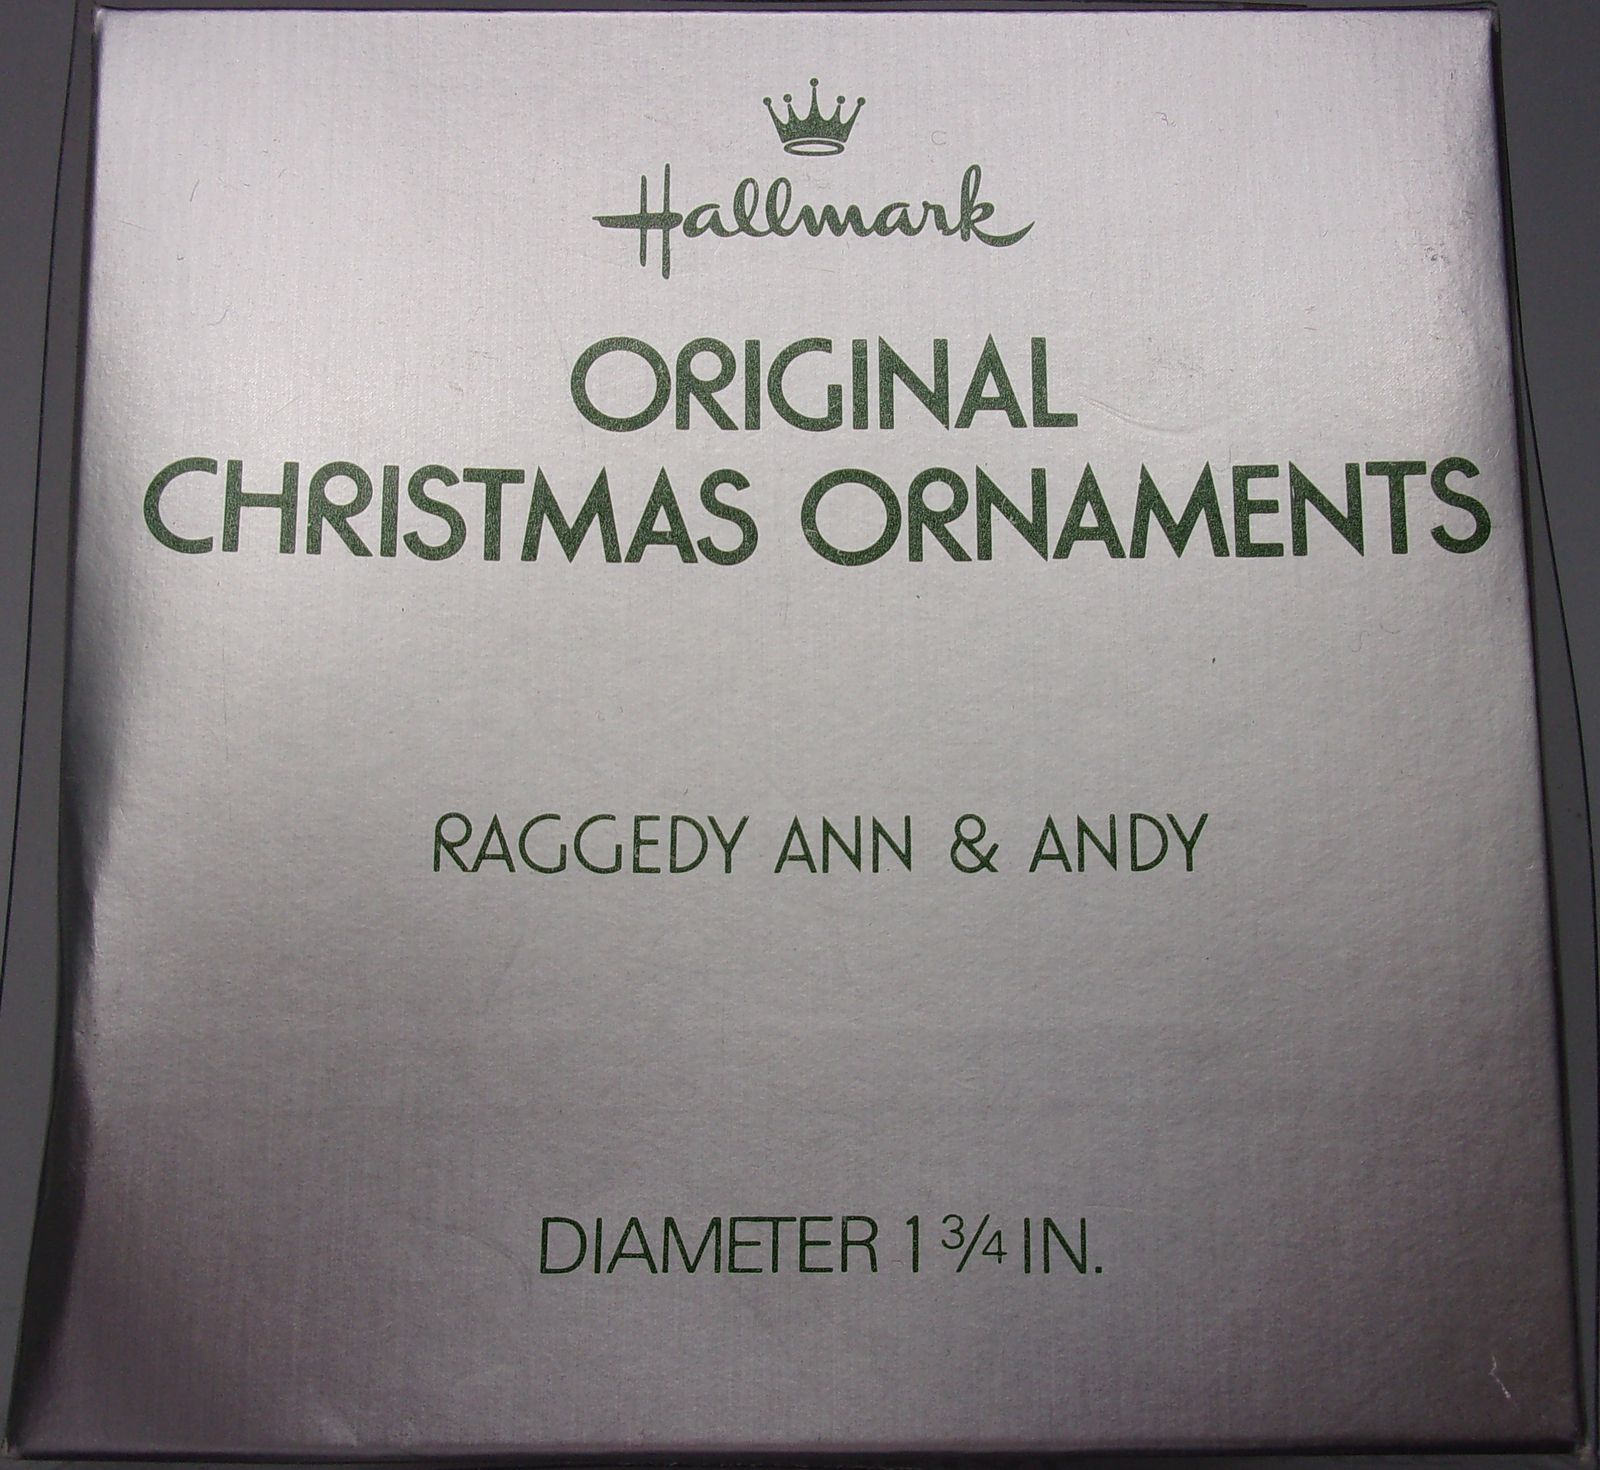 Hallmark
ORIGINAL
CHRISTMAS ORNAMENTS
RAGGEDY ANN & ANDY
DIAMETER 1 3/4 IN.